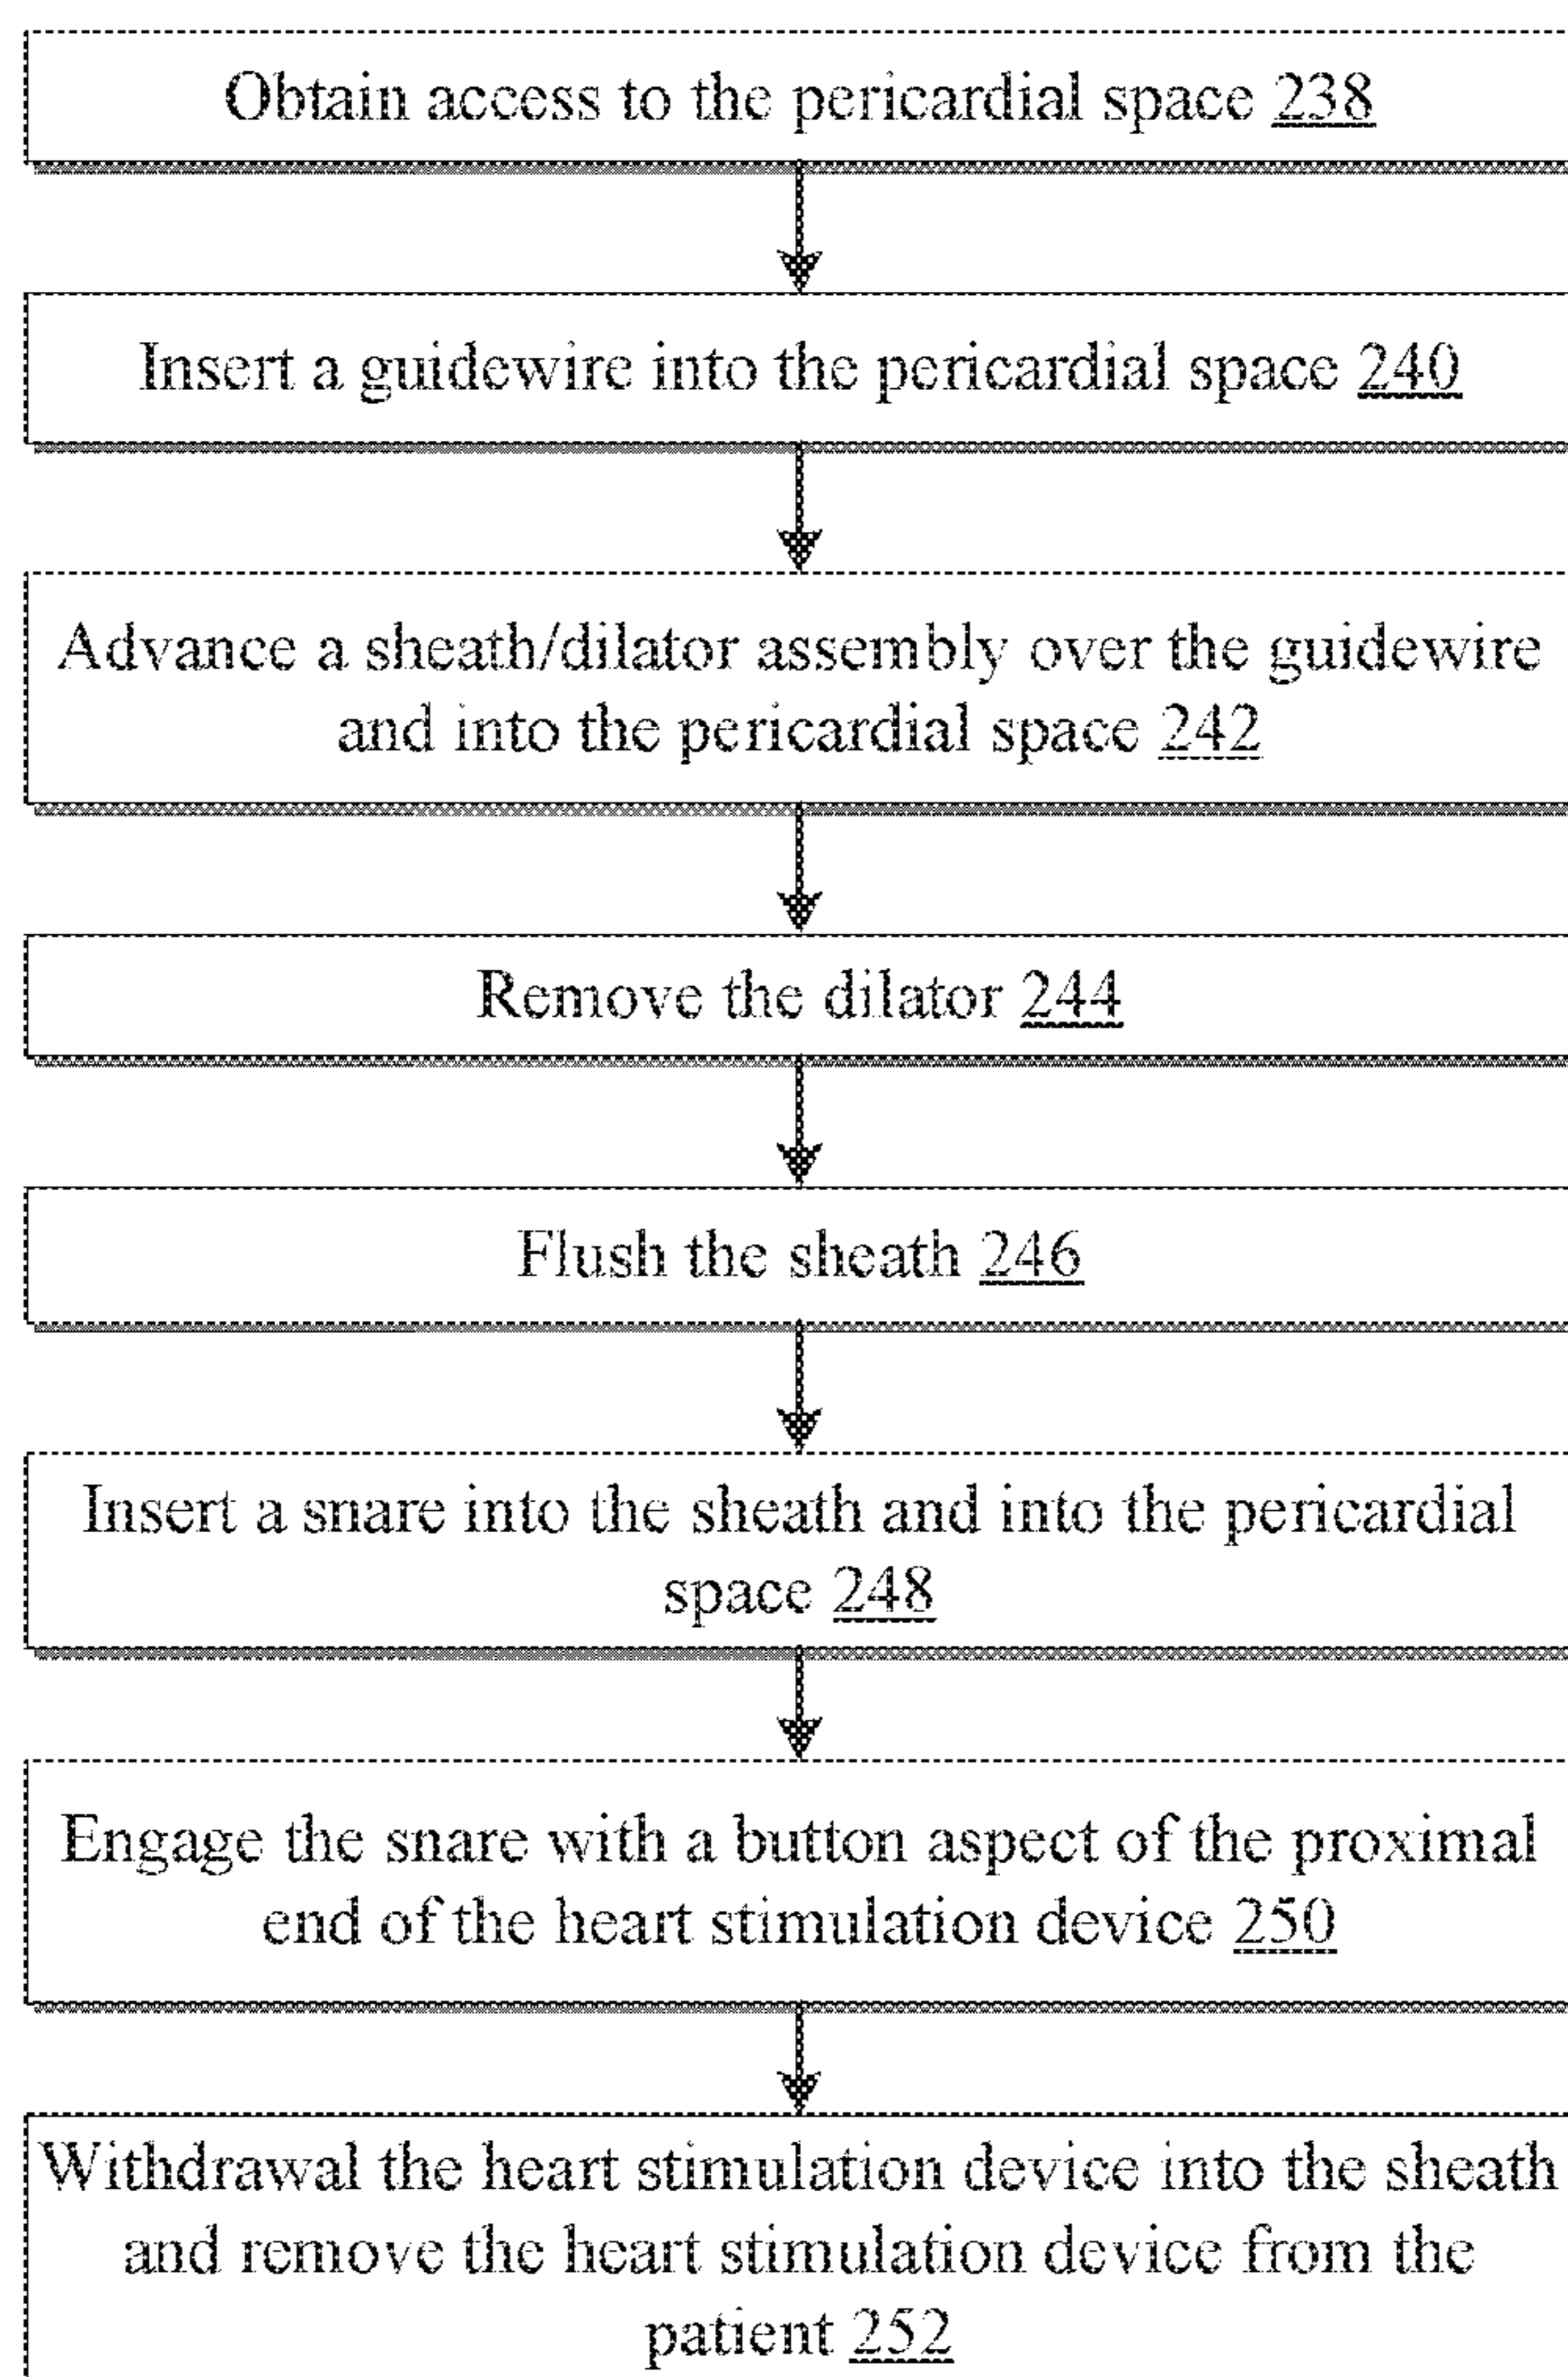 Obtain access to the pericardial space 238
Insert a guidewire into the pericardial space 240
Advance a sheath/dilator assembly over the guidewire
and into the pericardial space 242
Remove the dilator 244
Flush the sheath 246
Insert a snare into the sheath and into the pericardial
space 248
Engage the snare with a button aspect of the proximal
end of the heart stimulation device 250
Withdrawal the heart stimulation device into the sheath
and remove the heart stimulation device from the
patient 252